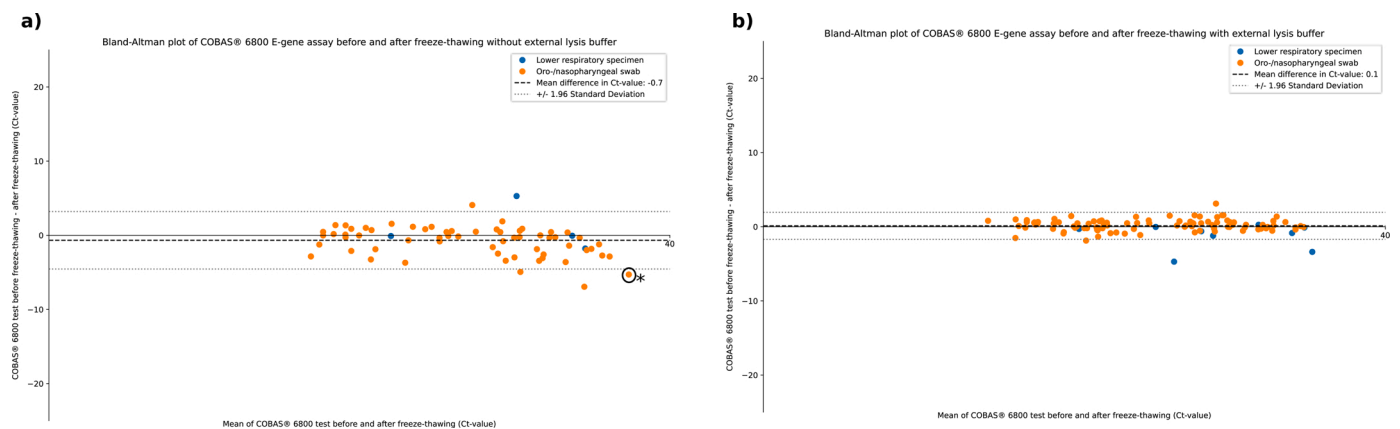 a)
Bland-Altman plot of COBAS® 6800 E-gene assay before and after freeze-thawing without external lysis buffer
Lower respiratory specimen
Oro-/nasopharyngeal swab
Mean difference in Ct-value: -0.7
+/- 1.96 Standard Deviation
COBAS® 6800 test before freeze-thawing - after freeze-thawing (Ct-value)
20
10
0
−10
−20
40
*
Mean of COBAS® 6800 test before and after freeze-thawing (Ct-value)
b)
Bland-Altman plot of COBAS® 6800 E-gene assay before and after freeze-thawing with external lysis buffer
Lower respiratory specimen
Oro-/nasopharyngeal swab
Mean difference in Ct-value: 0.1
+/- 1.96 Standard Deviation
COBAS® 6800 test before freeze-thawing - after freeze-thawing (Ct-value)
20
10
0
−10
−20
40
Mean of COBAS® 6800 test before and after freeze-thawing (Ct-value)